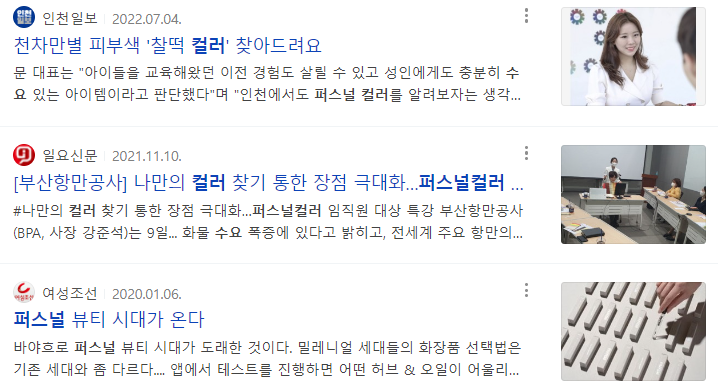 인천일보 2022.07.04.
천차만별 피부색 '찰떡 컬러' 찾아드려요
문 대표는 "아이들을 교육해왔던 이전 경험도 살릴 수 있고 성인에게도 충분히 수
요 있는 아이템이라고 판단했다"며 "인천에서도 퍼스널 컬러를 알려보자는 생각...
일요신문 2021.11.10.
[부산항만공사] 나만의 컬러 찾기 통한 장점 극대화...퍼스널컬러 ...
#나만의 컬러 찾기 통한 장점 극대화...퍼스널컬러 임직원 대상 특강 부산항만공사
(BPA, 사장 강준석)는 9일... 화물 수요 폭증에 있다고 밝히고, 전세계 주요 항만의...
여성조선 2020.01.06.
퍼스널 뷰티 시대가 온다
바야흐로 퍼스널 뷰티 시대가 도래한 것이다. 밀레니얼 세대들의 화장품 선택법은
기존 세대와 좀 다르다.... 앱에서 테스트를 진행하면 어떤 허브 & 오일이 어울리...